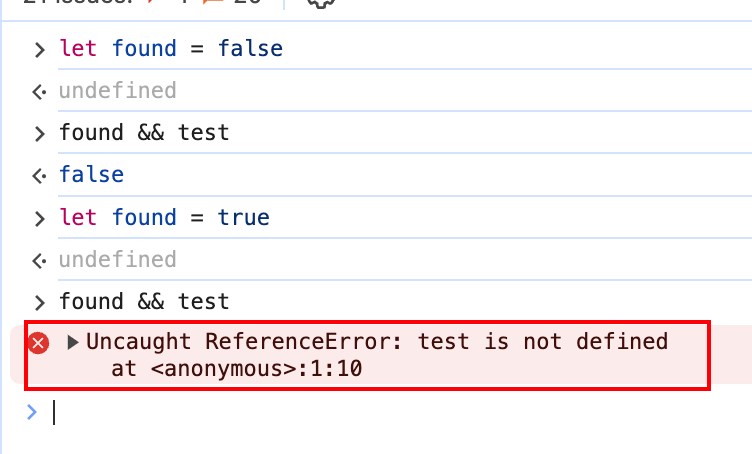 let found = false
undefined
found && test
false
let found = true
undefined
found && test
Uncaught ReferenceError: test is not defined
at <anonymous>:1:10